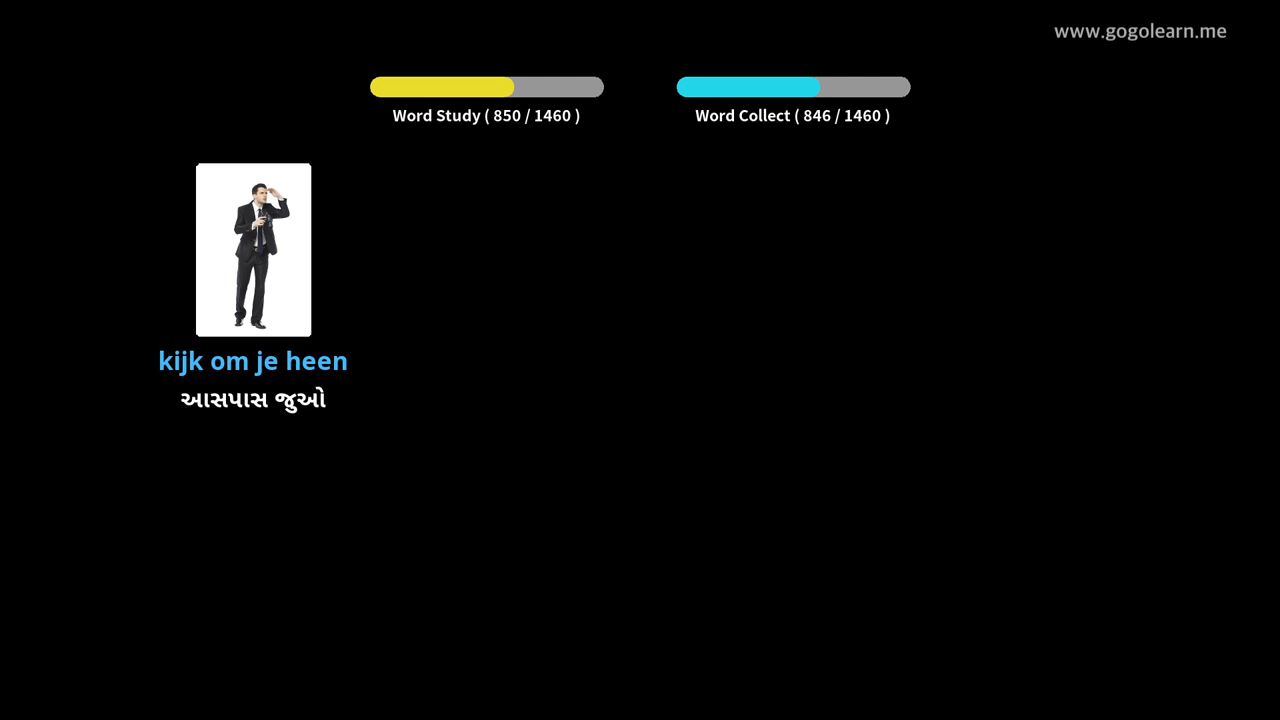 www.gogolearn.me
Word Study ( 850 / 1460 )
Word Collect ( 846 / 1460 )
kijk om je heen
આસપાસ જુઓ